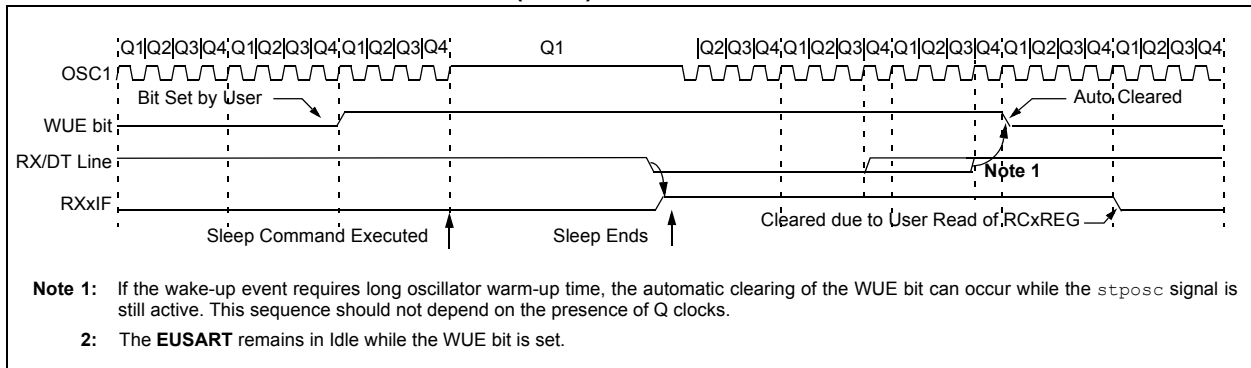 Q1 Q2 Q3 Q4 Q1 Q2 Q3 Q4 Q1 Q2 Q3 Q4 Q1 Q2 Q3 Q4 Q1 Q2 Q3 Q4 Q1 Q2 Q3 Q4 Q1 Q2 Q3 Q4 Q1 Q2 Q3 Q4
OSC1
Bit Set by User
Auto Cleared
WUE bit
RX/DT Line
Note 1
RXxIF
Cleared due to User Read of RCxREG
Sleep Command Executed
Sleep Ends
Note 1: If the wake-up event requires long oscillator warm-up time, the automatic clearing of the WUE bit can occur while the stposc signal is
still active. This sequence should not depend on the presence of Q clocks.
2: The EUSART remains in Idle while the WUE bit is set.